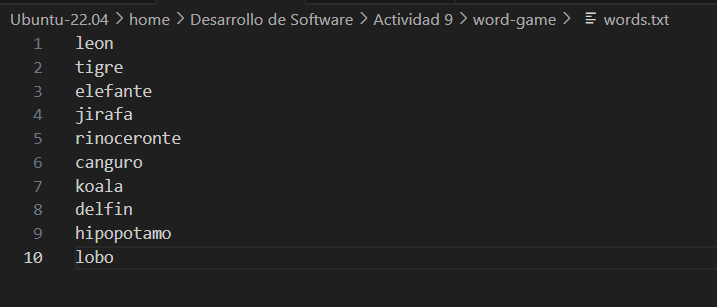 Ubuntu-22.04 > home > Desarrollo de Software > Actividad 9 > word-game > words.txt
1 leon
2 tigre
3 elefante
4 jirafa
5 rinoceronte
6 canguro
7 koala
8 delfin
9 hipopotamo
10 lobo